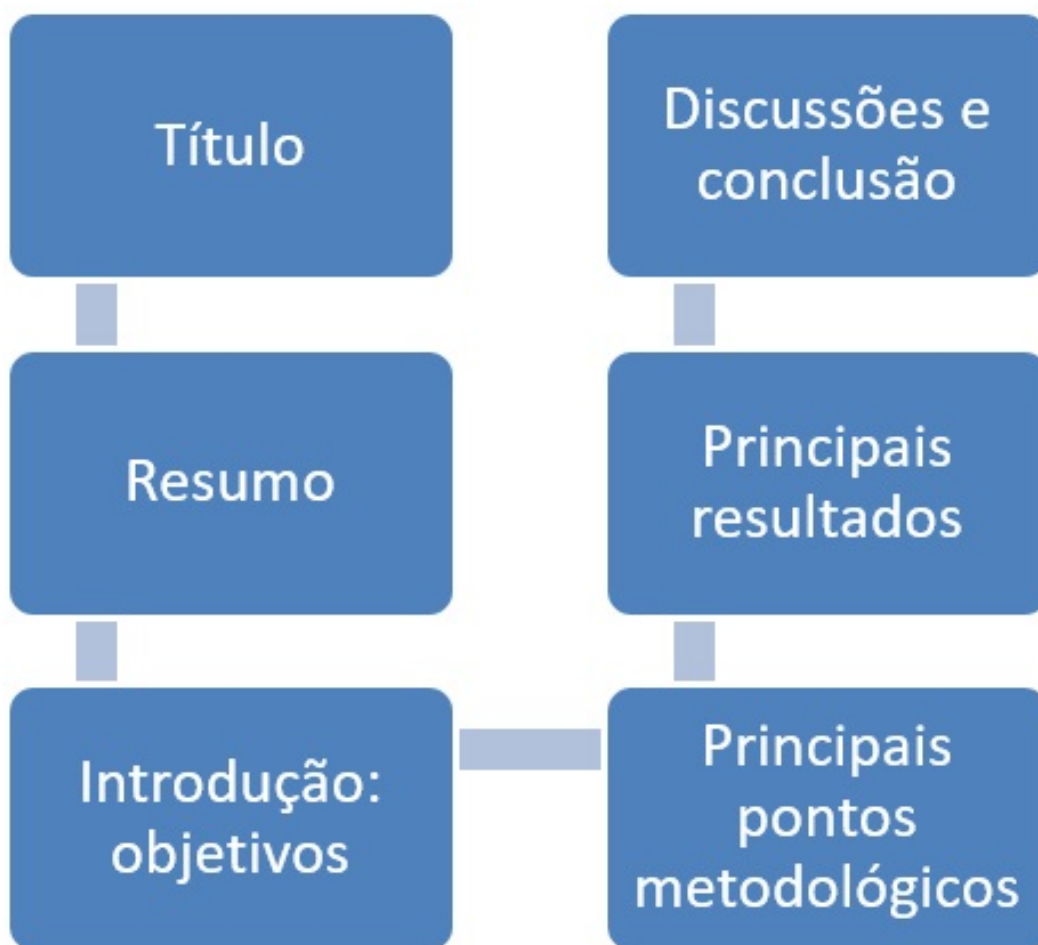 Título
Resumo
Introdução:
objetivos
Principais
pontos
metodológicos
Principais
resultados
Discussões e
conclusão